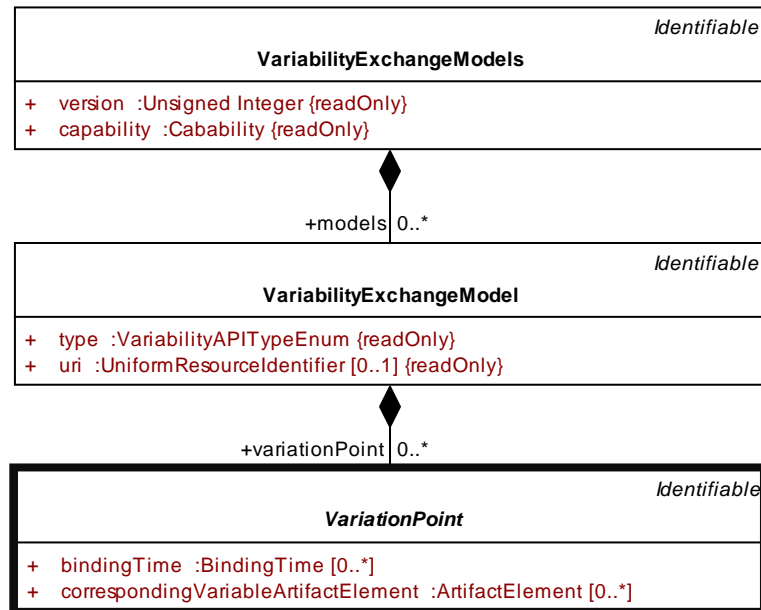 Identifiable
VariabilityExchangeModels
+ version :Unsigned Integer {readOnly}
+ capability :Cabability {readOnly}
+models 0..*
Identifiable
VariabilityExchangeModel
+ type :VariabilityAPITypeEnum {readOnly}
+ uri :UniformResourceIdentifier [0..1] {readOnly}
+variationPoint 0..*
Identifiable
VariationPoint
+ bindingTime :BindingTime [0..*]
+ correspondingVariableArtifactElement :ArtifactElement [0..*]